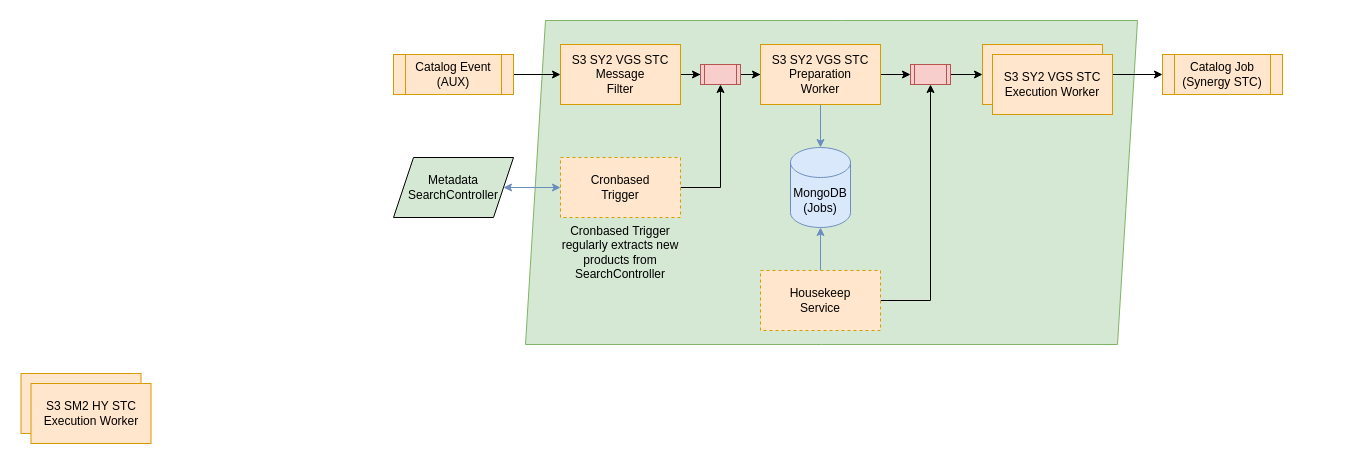 Catalog Event
(AUX)
S3 SY2 VGS STC
Message
Filter
S3 SY2 VGS STC
Preparation
Worker
S3 SY2 VGS STC
Execution Worker
Catalog Job
(Synergy STC)
Metadata
SearchController
Cronbased
Trigger
MongoDB
(Jobs)
Cronbased Trigger
regularly extracts new
products from
SearchController
Housekeep
Service
S3 SM2 HY STC
Execution Worker